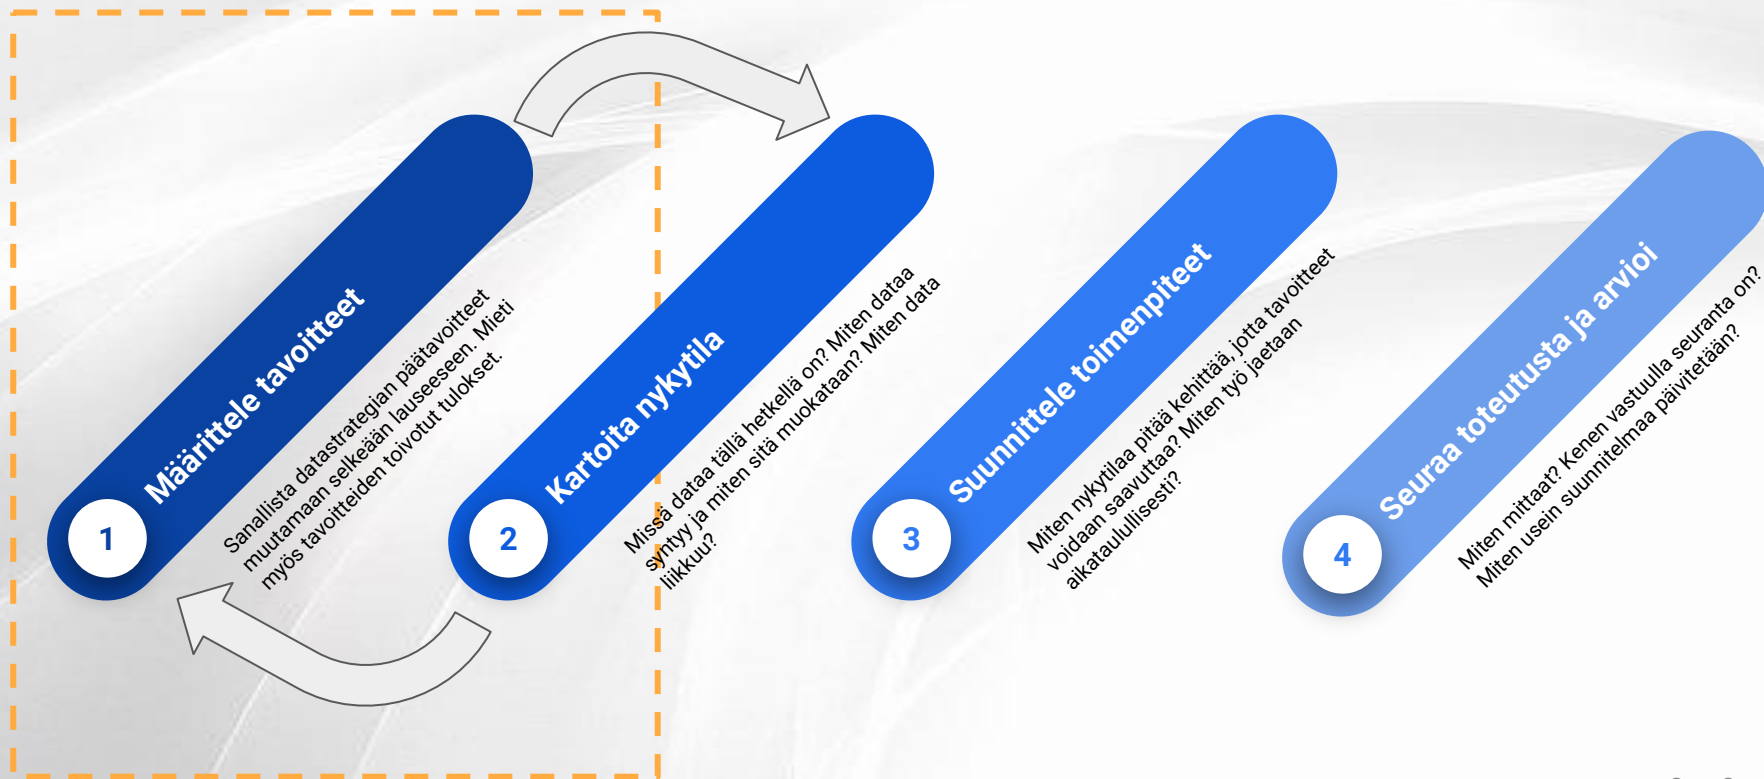 1
Määrittele tavoitteet
Sanallista datastrategian päätavoitteet
muutamaan selkeään lauseeseen. Mieti
myös tavoitteiden toivotut tulokset.
2
Kartoita nykytila
Missä dataa tällä hetkellä on? Miten dataa
syntyy ja miten sitä muokataan? Miten data
liikkuu?
3
Suunnittele toimenpiteet
Miten nykytilaa pitää kehittää, jotta tavoitteet
voidaan saavuttaa? Miten työ jaetaan
aikataulullisesti?
4
Seuraa toteutusta ja arvioi
Miten mittaat? Kenen vastuulla seuranta on?
Miten usein suunnitelmaa päivitetään?